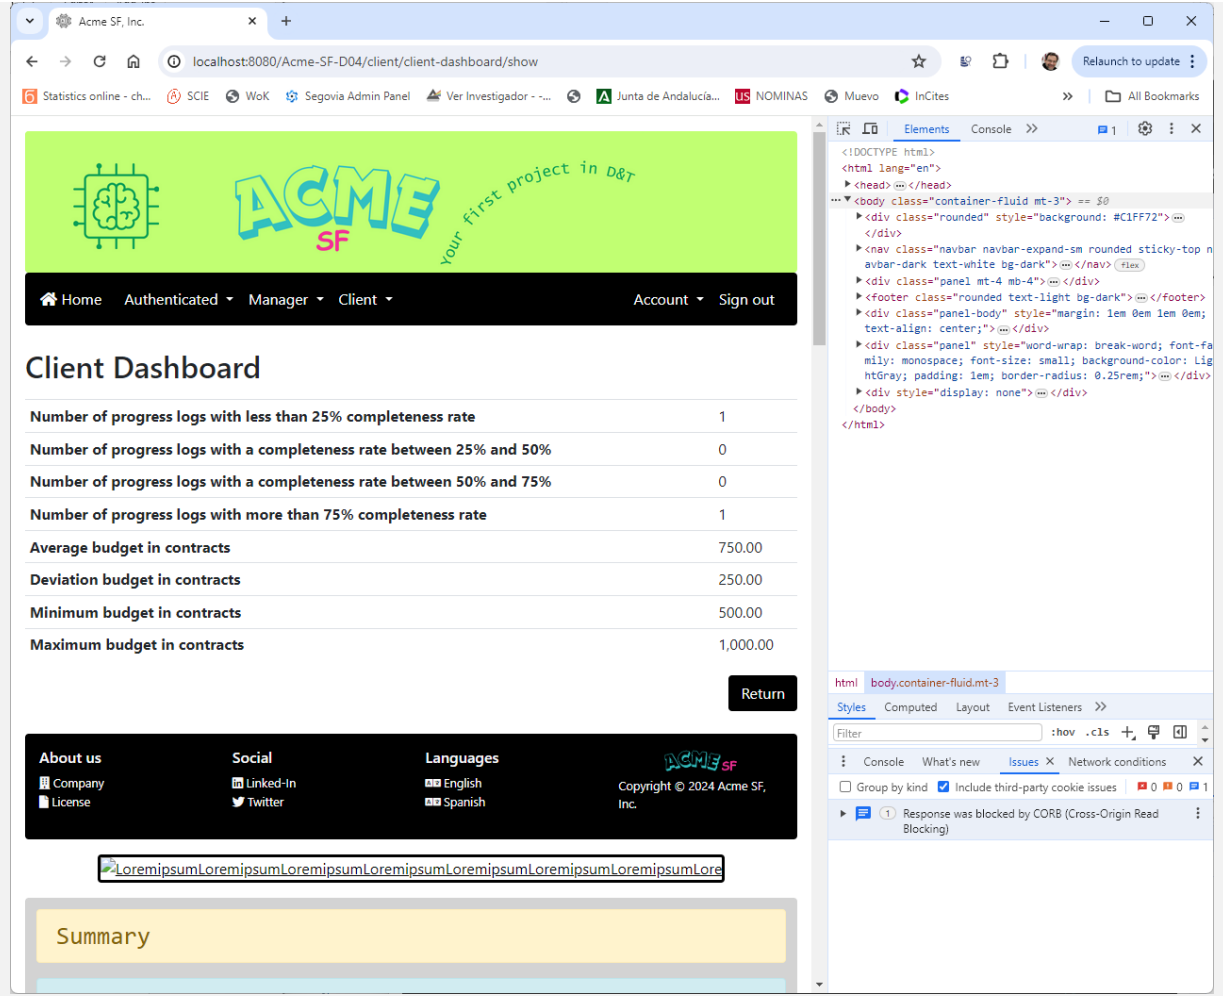 Acme SF, Inc.
localhost:8080/Acme-SF-D04/client/client-dashboard/show
Relaunch to update
Statistics online - ch...
SCIE
WoK
Segovia Admin Panel
Ver Investigador - -...
Junta de Andalucía...
NOMINAS
Muevo
InCites
All Bookmarks
ACME
SF
Your first project in D&T
Home Authenticated Manager Client Account Sign out
Client Dashboard
Number of progress logs with less than 25% completeness rate 1
Number of progress logs with a completeness rate between 25% and 50% 0
Number of progress logs with a completeness rate between 50% and 75% 0
Number of progress logs with more than 75% completeness rate 1
Average budget in contracts 750.00
Deviation budget in contracts 250.00
Minimum budget in contracts 500.00
Maximum budget in contracts 1,000.00
Return
About us
Company
License
Social
Linked-In
Twitter
Languages
English
Spanish
ACME SF
Copyright © 2024 Acme SF,
Inc.
LoremipsumLoremipsumLoremipsumLoremipsumLoremipsumLoremipsumLoremipsumLore
Summary
Elements Console 1
<!DOCTYPE html>
<html lang="en">
<head>…</head>
<body class="container-fluid mt-3"> == $0
<div class="rounded" style="background: #C1FF72">…
</div>
<nav class="navbar navbar-expand-sm rounded sticky-top n
avbar-dark text-white bg-dark">…</nav> flex
<div class="panel mt-4 mb-4">…</div>
<footer class="rounded text-light bg-dark">…</footer>
<div class="panel-body" style="margin: 1em 0em 1em 0em;
text-align: center;">…</div>
<div class="panel" style="word-wrap: break-word; font-fa
mily: monospace; font-size: small; background-color: Lig
htGray; padding: 1em; border-radius: 0.25rem;">…</div>
<div style="display: none">…</div>
</body>
</html>
html body.container-fluid.mt-3
Styles Computed Layout Event Listeners
Filter :hov .cls
Console What's new Issues Network conditions
Group by kind Include third-party cookie issues 0 0 1
1 Response was blocked by CORB (Cross-Origin Read
Blocking)